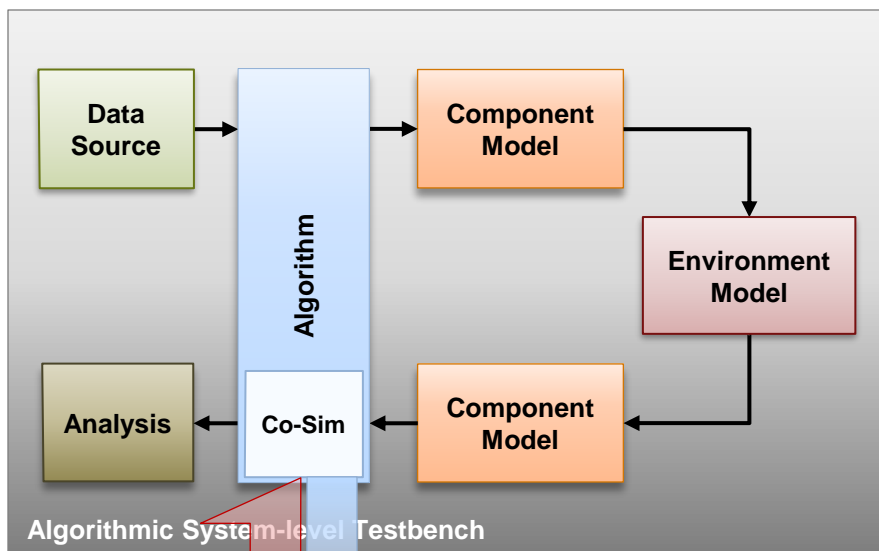 Data
Source
Algorithm
Component
Model
Environment
Model
Analysis
Co-Sim
Component
Model
Algorithmic System-level Testbench